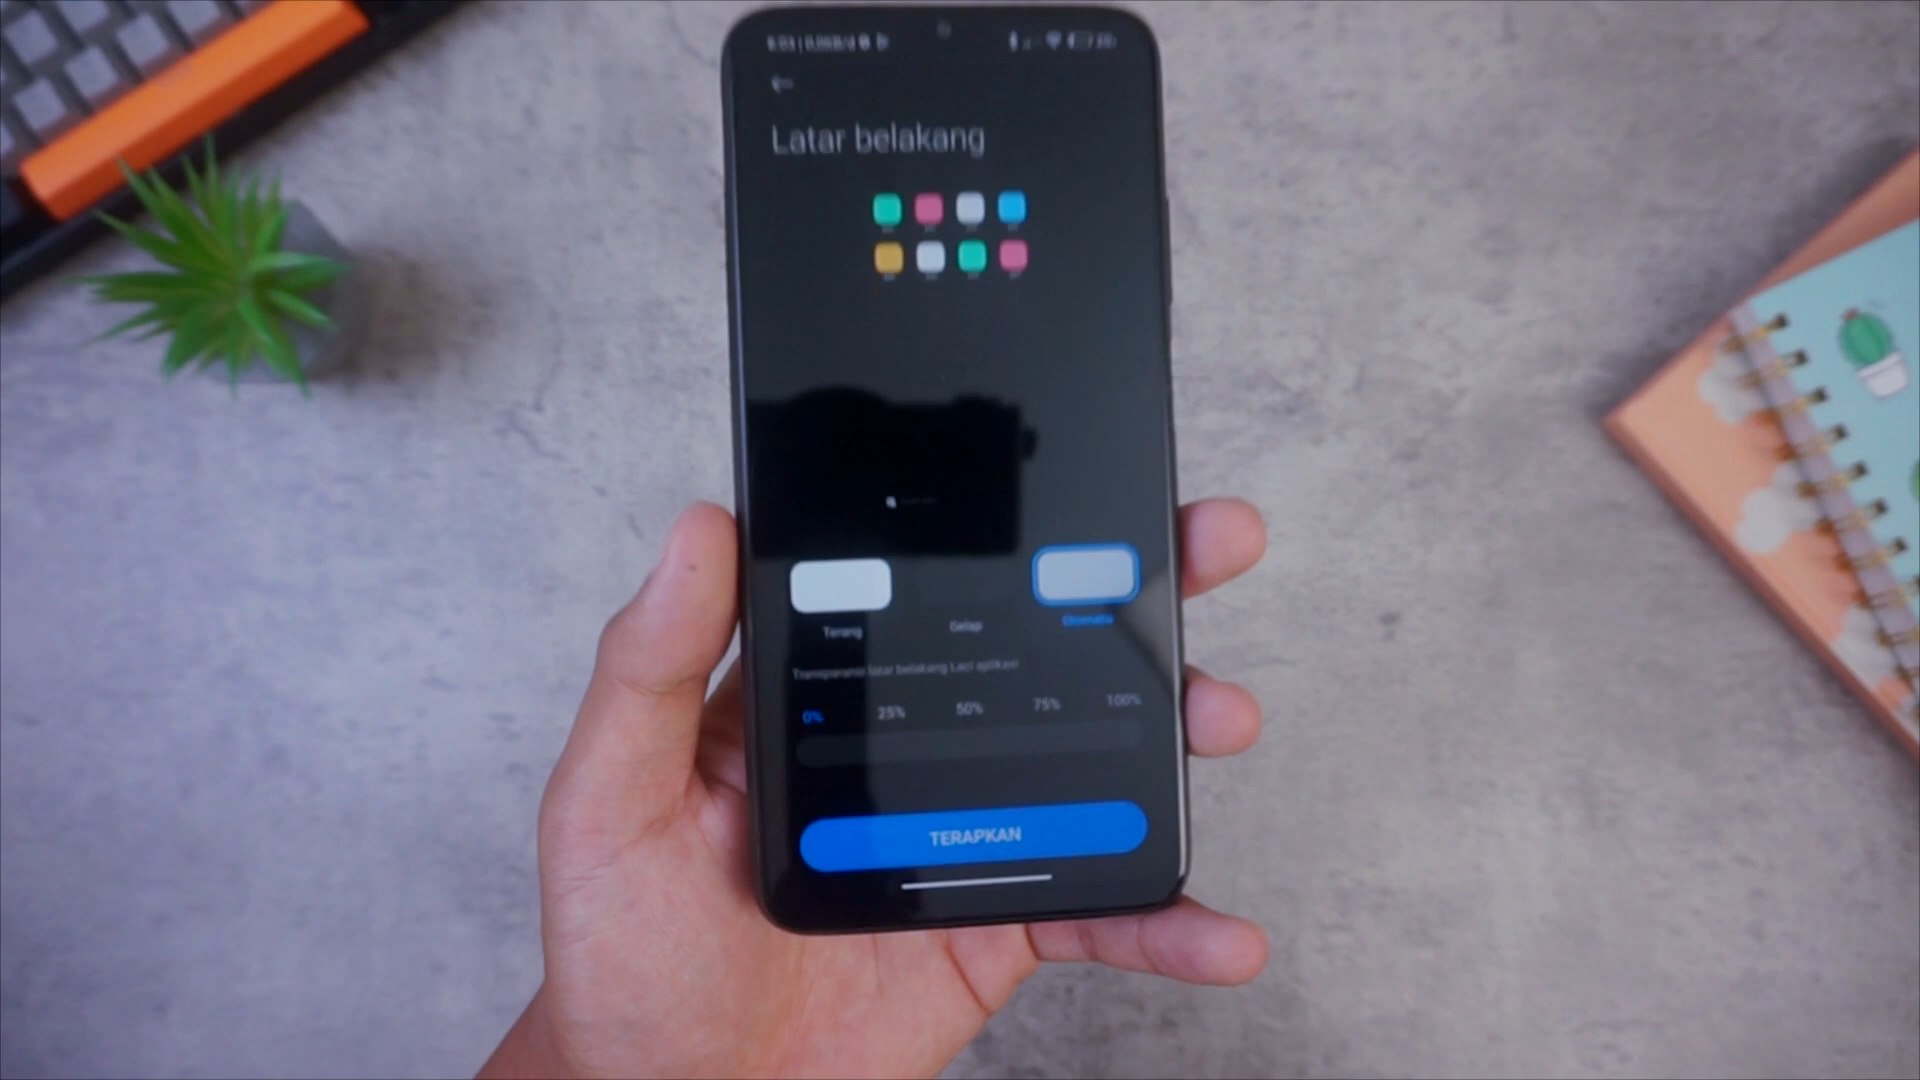 Latar belakang
Terang
Gelap
Otomatis
Transparansi latar belakang Laci aplikasi
0%
25%
50%
75%
100%
TERAPKAN